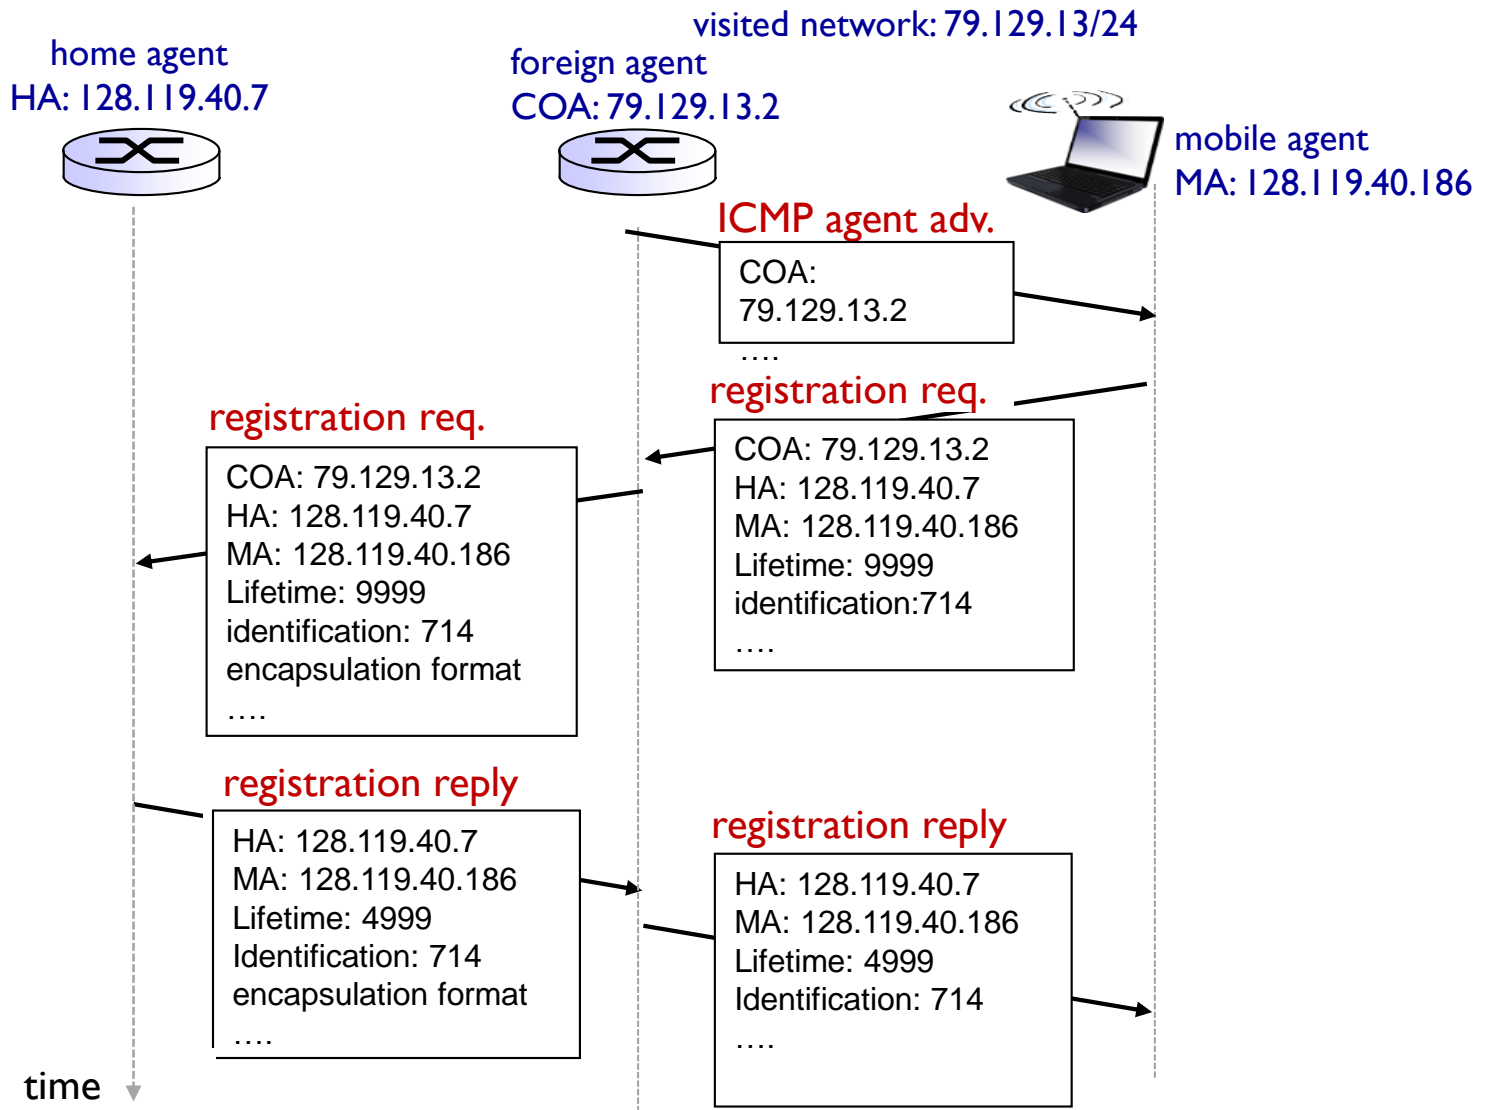 visited network: 79.129.13/24
home agent
HA: 128.119.40.7
foreign agent
COA: 79.129.13.2
mobile agent
MA: 128.119.40.186
ICMP agent adv.
COA:
79.129.13.2
….
registration req.
COA: 79.129.13.2
HA: 128.119.40.7
MA: 128.119.40.186
Lifetime: 9999
identification:714
….
registration req.
COA: 79.129.13.2
HA: 128.119.40.7
MA: 128.119.40.186
Lifetime: 9999
identification: 714
encapsulation format
….
registration reply
HA: 128.119.40.7
MA: 128.119.40.186
Lifetime: 4999
Identification: 714
encapsulation format
….
registration reply
HA: 128.119.40.7
MA: 128.119.40.186
Lifetime: 4999
Identification: 714
….
time